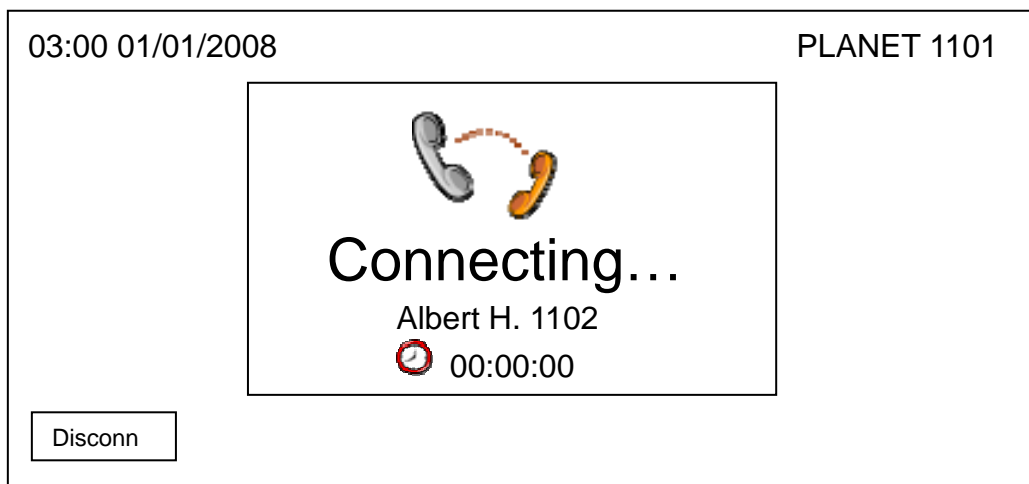 03:00 01/01/2008 PLANET 1101
Connecting…
Albert H. 1102
00:00:00
Disconn